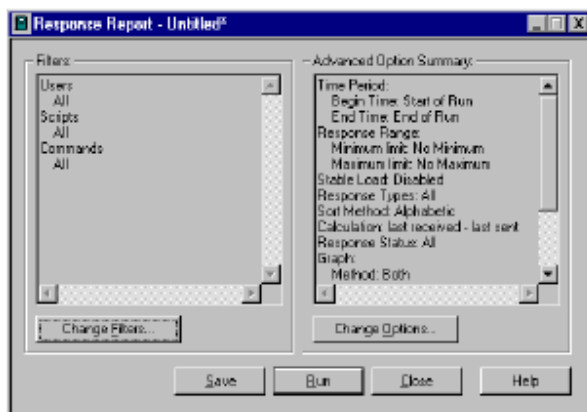 Response Report - Untitled*
Filters:
Users
All
Scripts
All
Commands
All
Change Filters...
Advanced Option Summary:
Time Period:
Begin Time: Start of Run
End Time: End of Run
Response Range:
Minimum limit: No Minimum
Maximum limit: No Maximum
Stable Load: Disabled
Response Types: All
Sort Method: Alphabetic
Calculation: last received - last sent
Response Status: All
Graph:
Method: Both
Change Options...
Save
Run
Close
Help